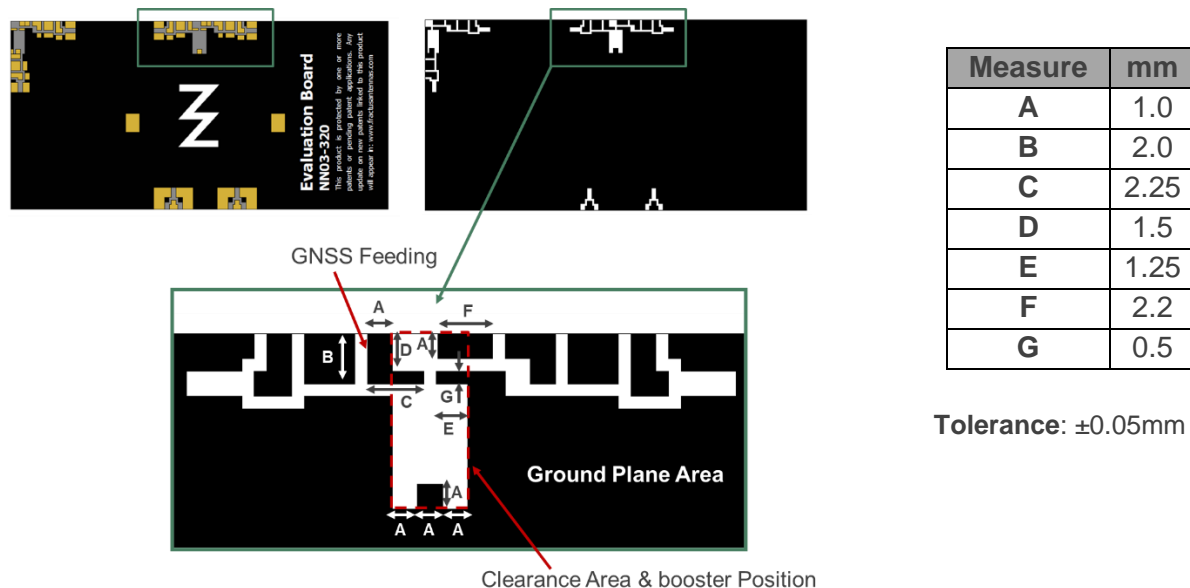 Evaluation Board
NN03-320
This product is protected by one or more
patents or pending patent applications. Any
update on new patents linked to this product
will appear in: www.fractusantennas.com
Measure mm
A 1.0
B 2.0
C 2.25
D 1.5
E 1.25
F 2.2
G 0.5
Tolerance: ±0.05mm
GNSS Feeding
A
F
B
D
A
C
G
E
Ground Plane Area
A
A A A
Clearance Area & booster Position